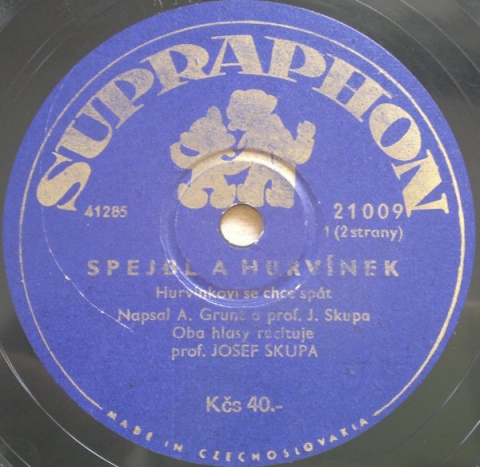 SUPRAPHON
41285
21009
1 (2 strany)
SPEJBL A HURVÍNEK
Hurvínkovi se chce spát
Napsal A. Grunt a prof. J. Skupa
Oba hlasy recituje
prof. JOSEF SKUPA
Kčs 40.-
MADE IN CZECHOSLOVAKIA